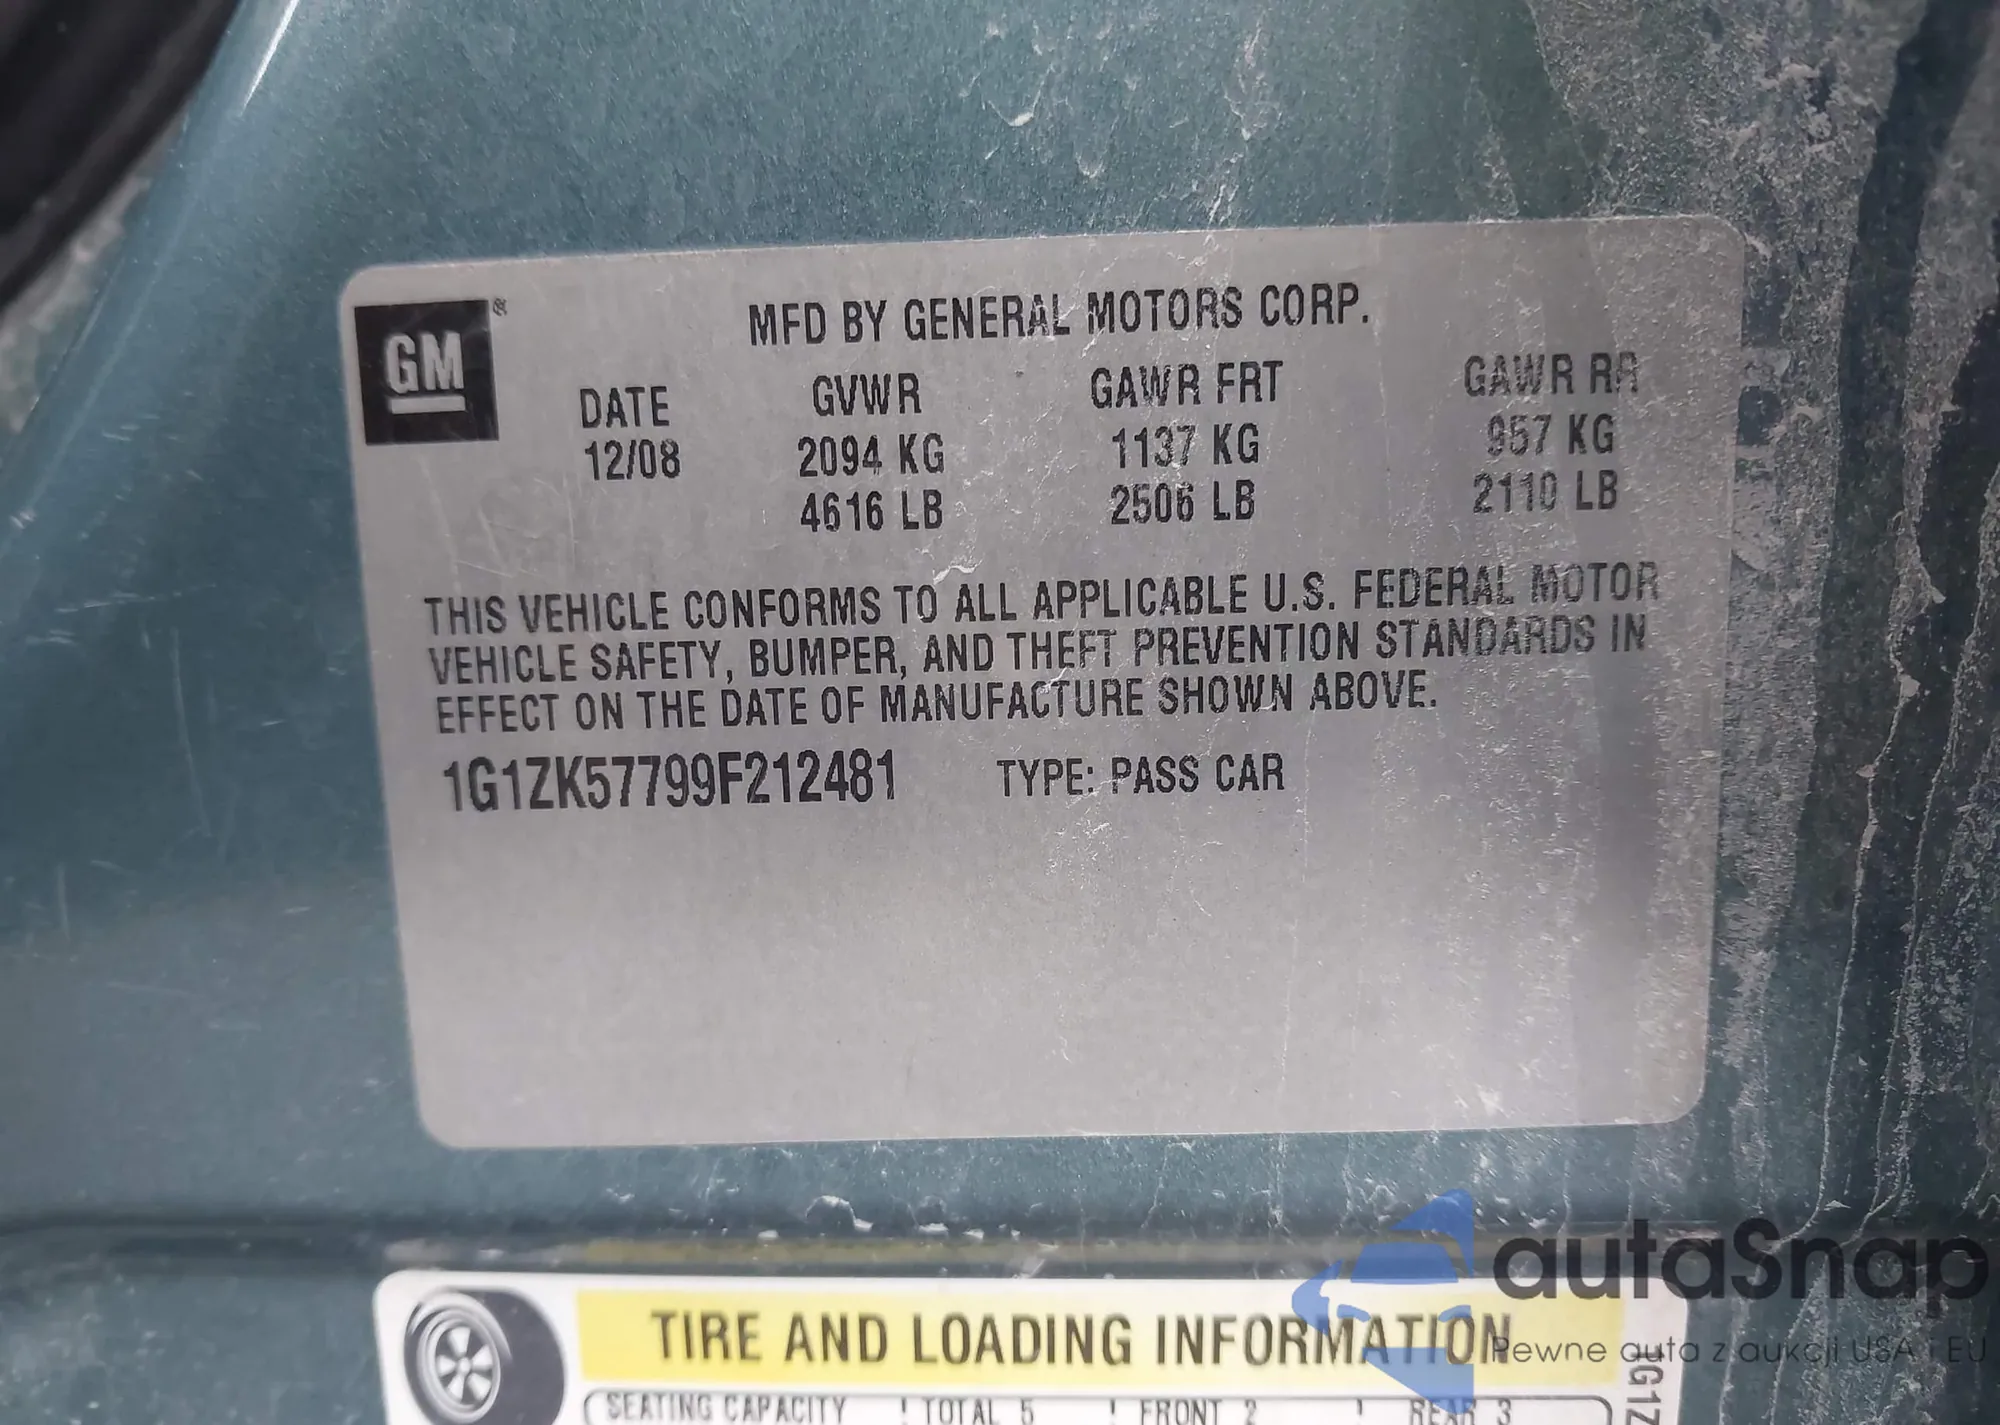 GM ®
MFD BY GENERAL MOTORS CORP.
DATE GVWR GAWR FRT GAWR RR
12/08 2094 KG 1137 KG 957 KG
4616 LB 2506 LB 2110 LB
THIS VEHICLE CONFORMS TO ALL APPLICABLE U.S. FEDERAL MOTOR
VEHICLE SAFETY, BUMPER, AND THEFT PREVENTION STANDARDS IN
EFFECT ON THE DATE OF MANUFACTURE SHOWN ABOVE.
1G1ZK57799F212481 TYPE: PASS CAR
TIRE AND LOADING INFORMATION
SEATING CAPACITY TOTAL 5 FRONT 2 REAR 3
1G1Z
autaSnap
Pewne auta z aukcji USA i EU